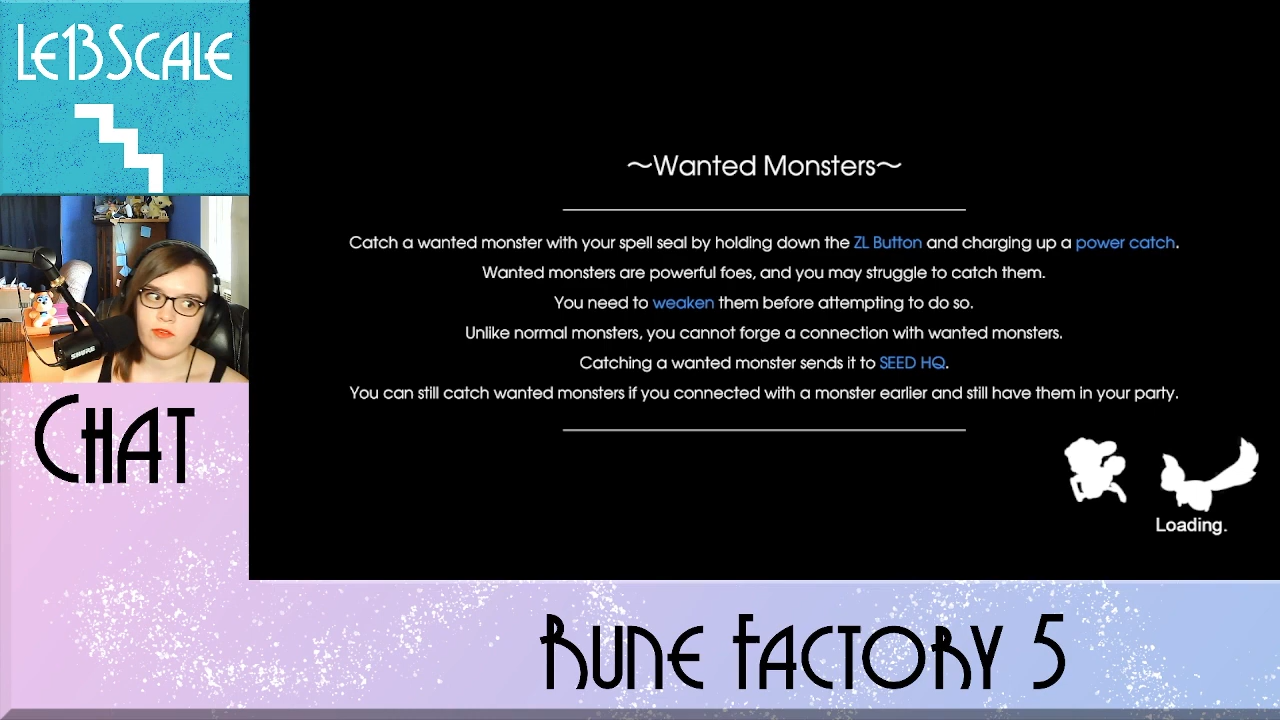 Le13Scale
～Wanted Monsters～
Catch a wanted monster with your spell seal by holding down the ZL Button and charging up a power catch.
Wanted monsters are powerful foes, and you may struggle to catch them.
You need to weaken them before attempting to do so.
Unlike normal monsters, you cannot forge a connection with wanted monsters.
Catching a wanted monster sends it to SEED HQ.
You can still catch wanted monsters if you connected with a monster earlier and still have them in your party.
Loading.
SHURE
Chat
Rune Factory 5